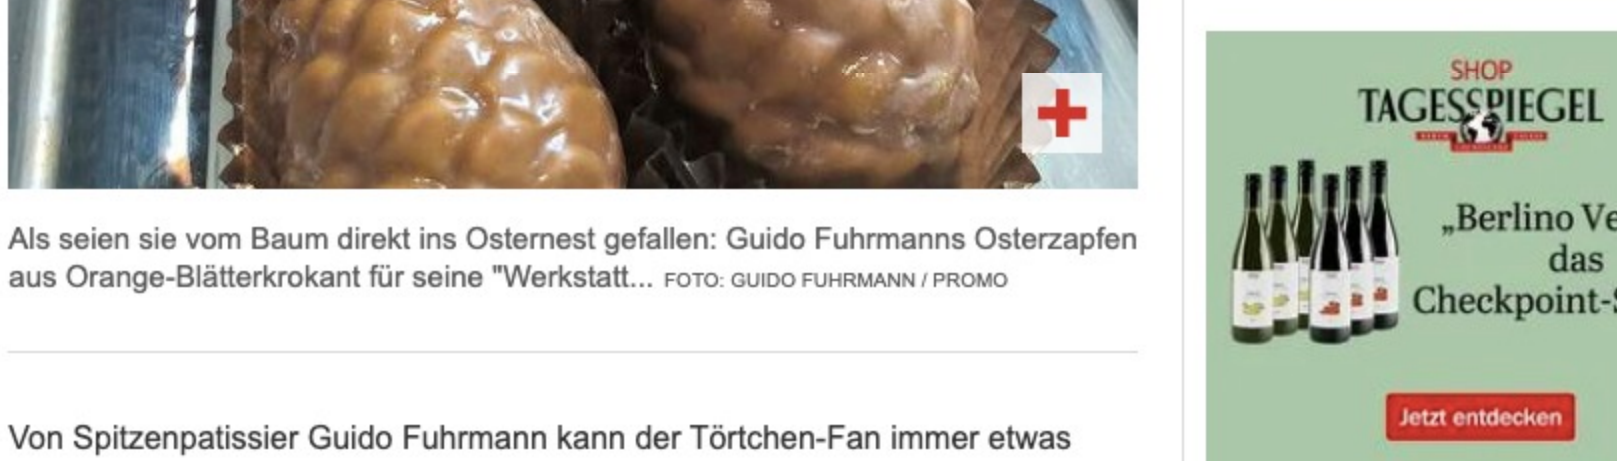 Als seien sie vom Baum direkt ins Osternest gefallen: Guido Fuhrmanns Osterzapfen
aus Orange-Blätterkrokant für seine "Werkstatt... FOTO: GUIDO FUHRMANN / PROMO
Von Spitzenpatissier Guido Fuhrmann kann der Törtchen-Fan immer etwas
SHOP
TAGESSPIEGEL
„Berlino Ve
das
Checkpoint-S
Jetzt entdecken